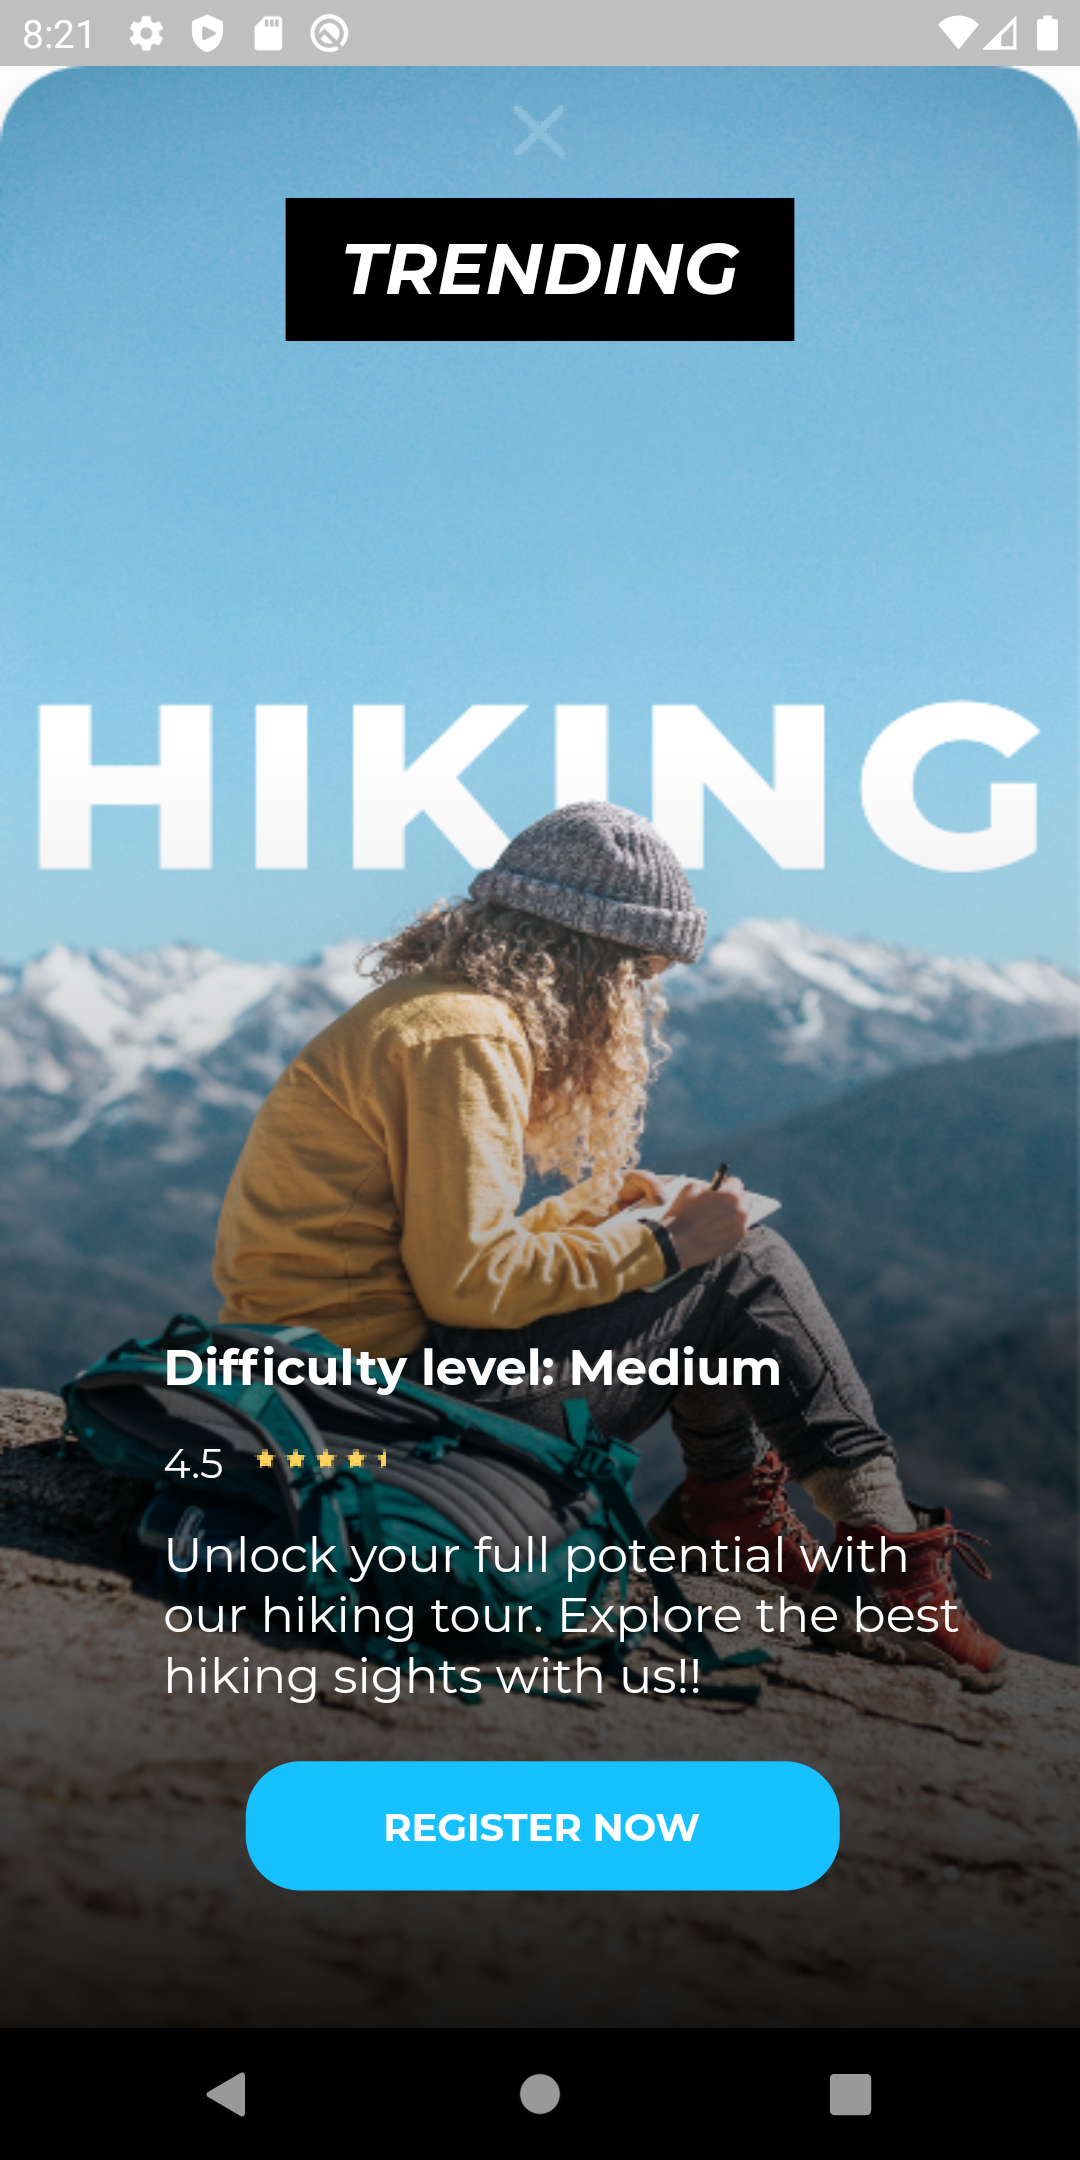 8:21
TRENDING
HIKING
Difficulty level: Medium
4.5
Unlock your full potential with
our hiking tour. Explore the best
hiking sights with us!!
REGISTER NOW